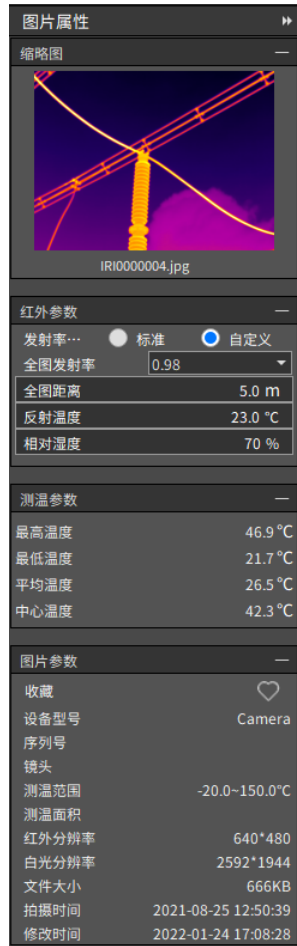 图片属性
缩略图
IRI0000004.jpg
红外参数
发射率… 标准 自定义
全图发射率 0.98
全图距离 5.0 m
反射温度 23.0 ℃
相对湿度 70 %
测温参数
最高温度 46.9℃
最低温度 21.7℃
平均温度 26.5℃
中心温度 42.3℃
图片参数
收藏
设备型号 Camera
序列号
镜头
测温范围 -20.0~150.0℃
测温面积
红外分辨率 640*480
白光分辨率 2592*1944
文件大小 666KB
拍摄时间 2021-08-25 12:50:39
修改时间 2022-01-24 17:08:28